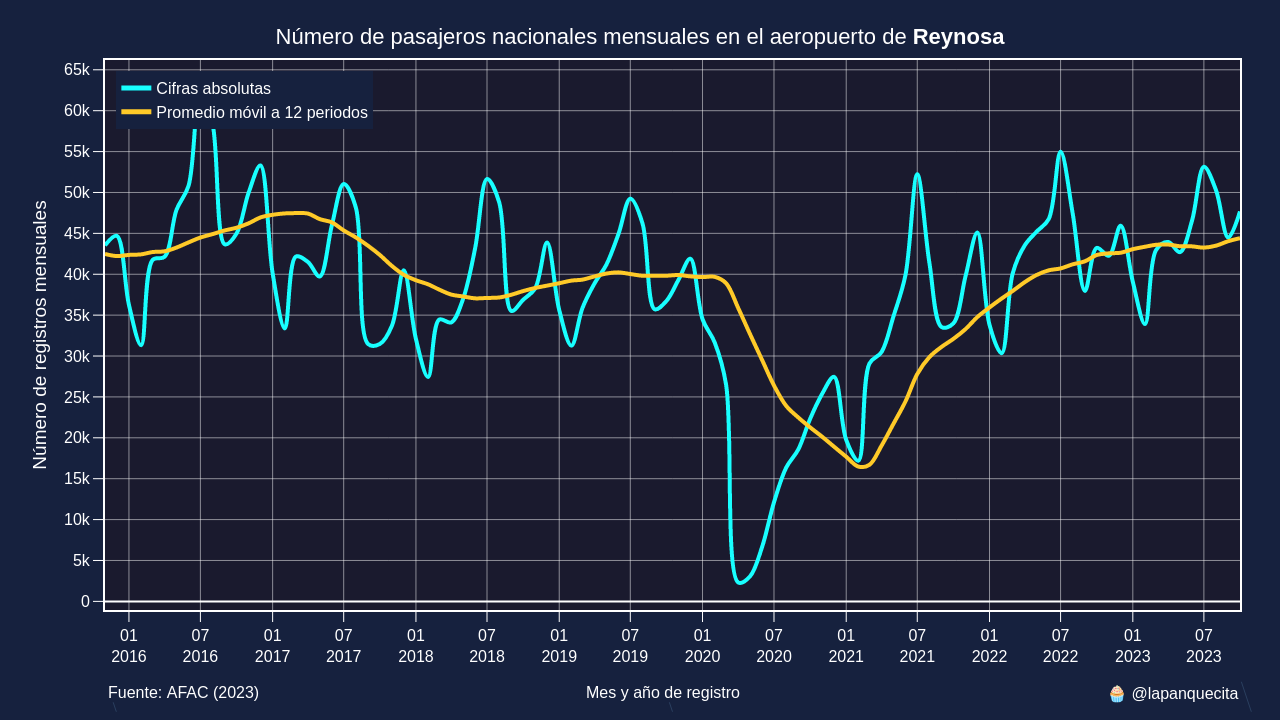 Número de pasajeros nacionales mensuales en el aeropuerto de Reynosa
Cifras absolutas
Promedio móvil a 12 periodos
Número de registros mensuales
65k
60k
55k
50k
45k
40k
35k
30k
25k
20k
15k
10k
5k
0
01 07 01 07 01 07 01 07 01 07 01 07 01 07 01 07
2016 2016 2017 2017 2018 2018 2019 2019 2020 2020 2021 2021 2022 2022 2023 2023
Fuente: AFAC (2023) Mes y año de registro 🧁 @lapanquecita